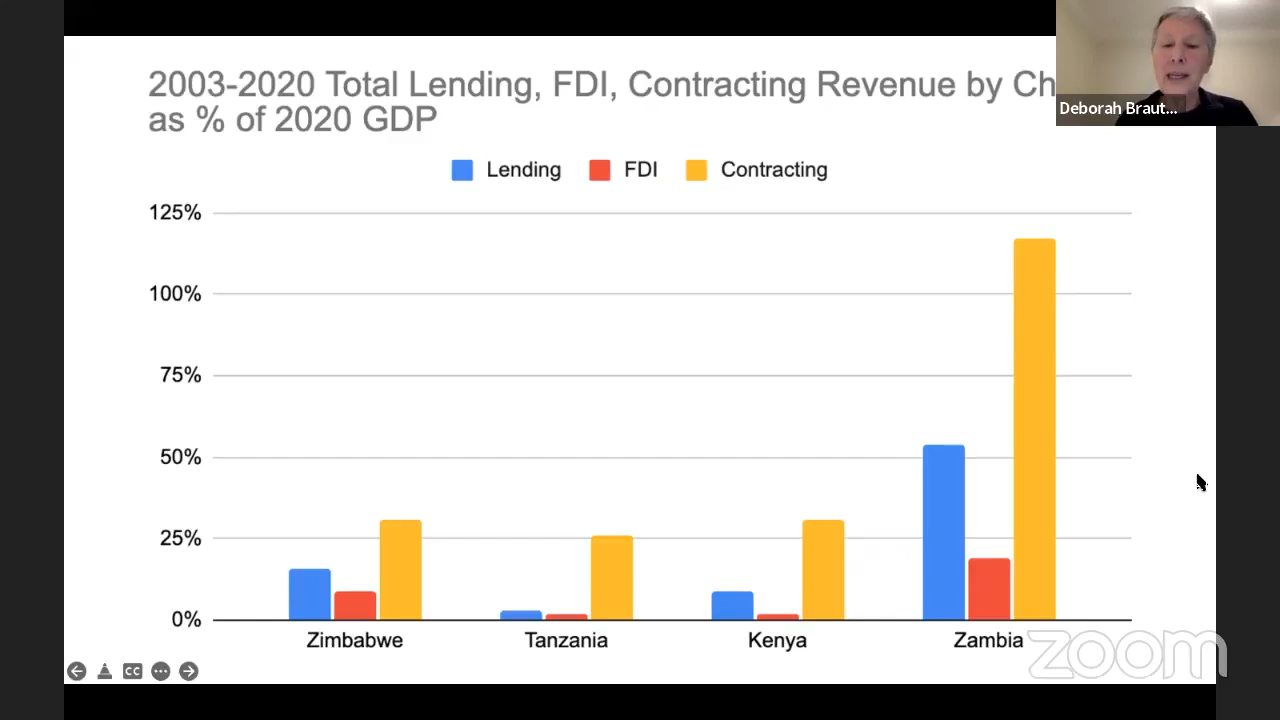 2003-2020 Total Lending, FDI, Contracting Revenue by Ch
as % of 2020 GDP
Deborah Braut...
Lending FDI Contracting
125%
100%
75%
50%
25%
0%
Zimbabwe Tanzania Kenya Zambia
zoom
CC